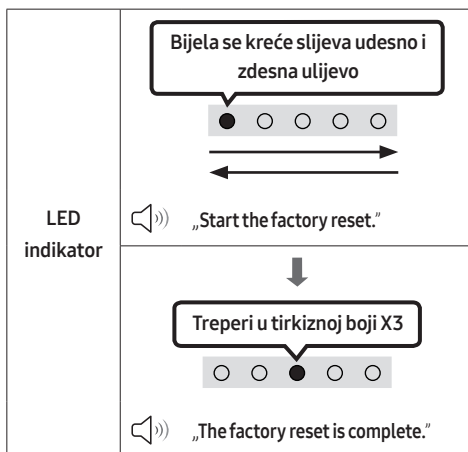 Bijela se kreće slijeva udesno i
zdesna ulijevo
LED
indikator
„Start the factory reset.”
Treperi u tirkiznoj boji X3
„The factory reset is complete.”